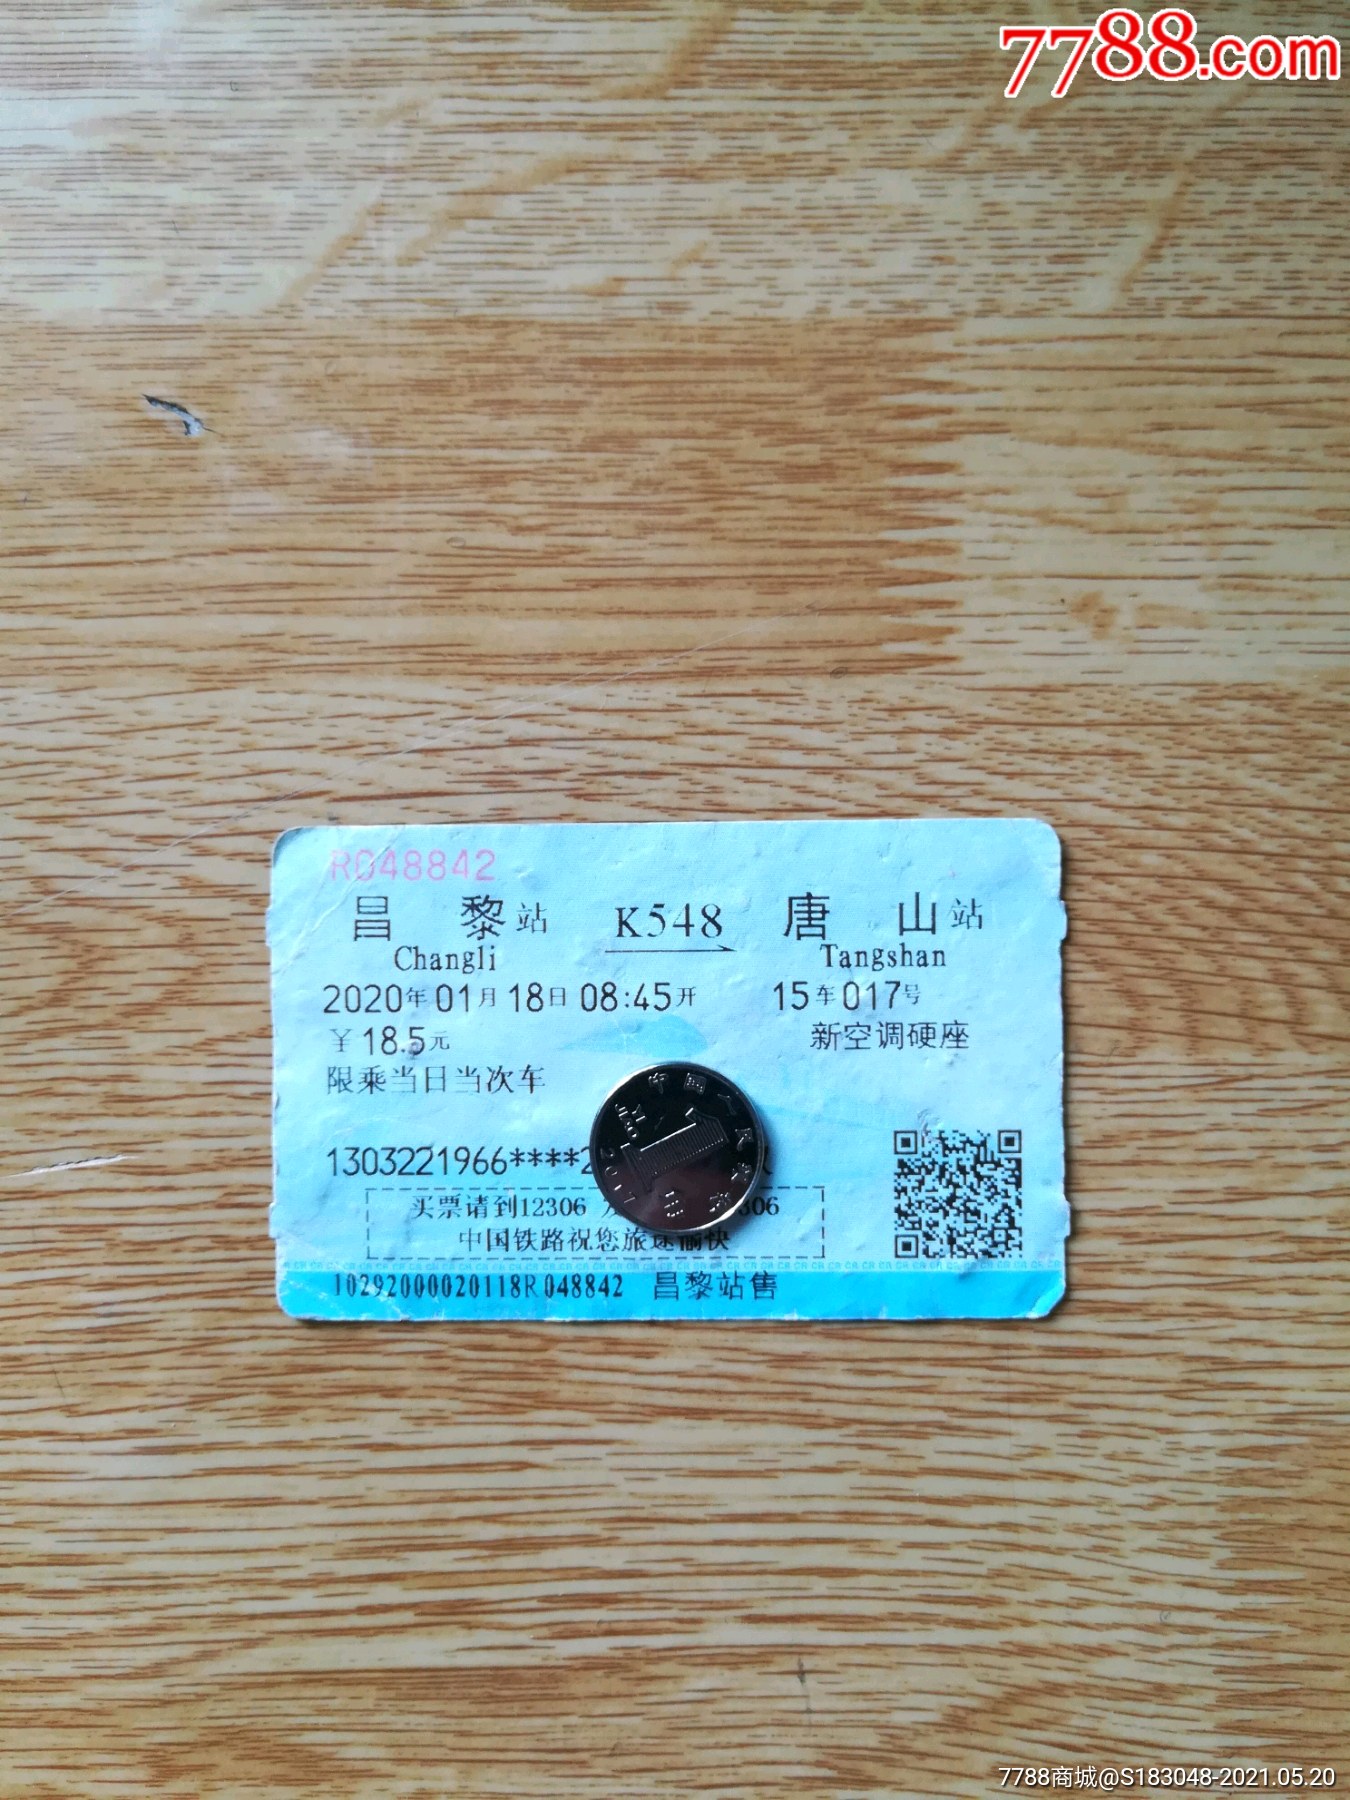 7788.com
R048842
昌黎站 K548 唐山站
Changli Tangshan
2020年01月18日08:45开 15车017号
¥18.5元 新空调硬座
限乘当日当次车
1303221966****2
买票请到12306 306
中国铁路祝您旅途愉快
10292000020118R048842 昌黎站售
7788商城@S183048-2021.05.20